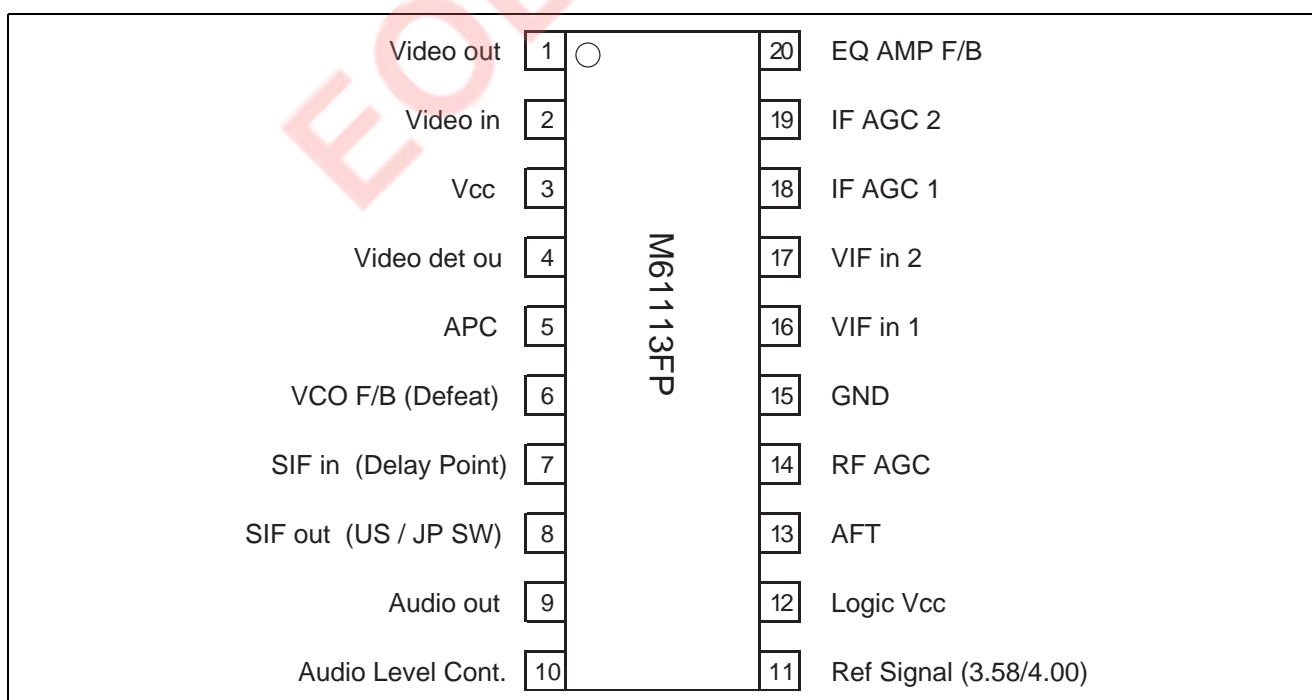 Video out 1 20 EQ AMP F/B
Video in 2 19 IF AGC 2
Vcc 3 18 IF AGC 1
Video det ou 4 17 VIF in 2
APC 5 16 VIF in 1
VCO F/B (Defeat) 6 15 GND
SIF in (Delay Point) 7 14 RF AGC
SIF out (US / JP SW) 8 13 AFT
Audio out 9 12 Logic Vcc
Audio Level Cont. 10 11 Ref Signal (3.58/4.00)
M61113FP